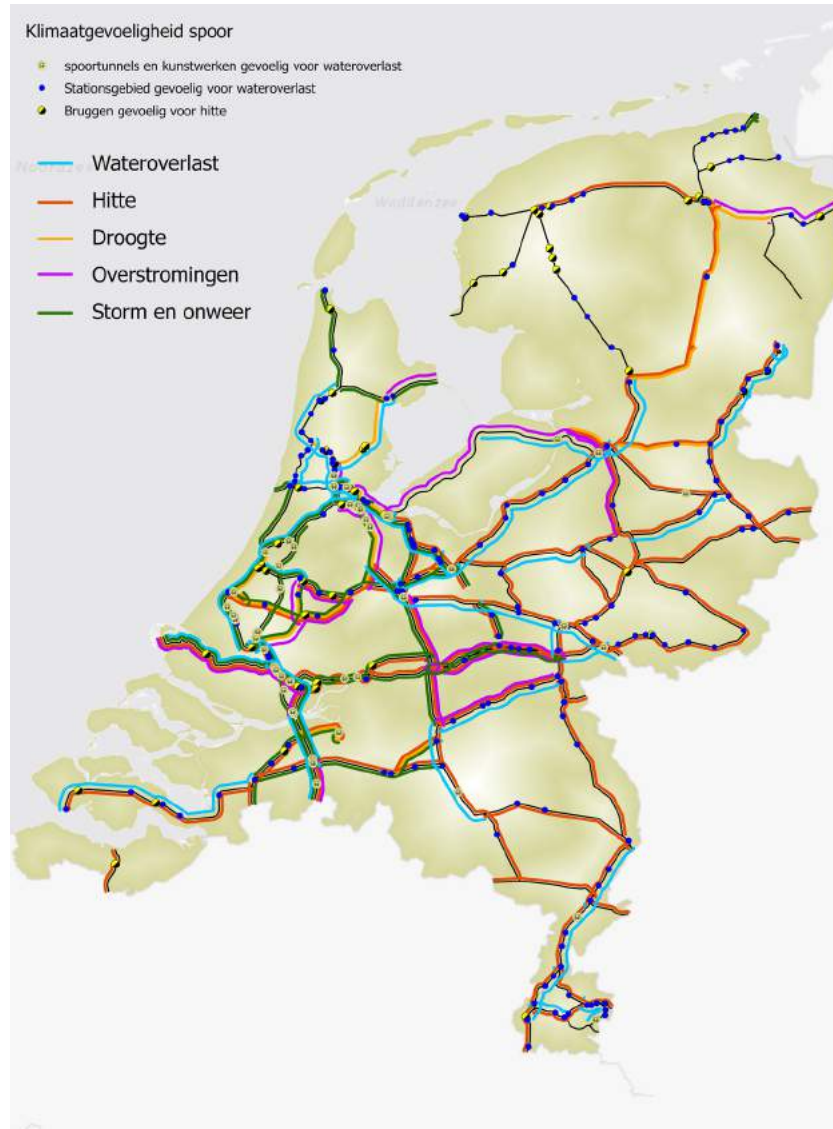 Klimaatgevoeligheid spoor
spoortunnels en kunstwerken gevoelig voor wateroverlast
Stationsgebied gevoelig voor wateroverlast
Bruggen gevoelig voor hitte
Noordzee
Wateroverlast
Hitte
Waddenzee
Droogte
Overstromingen
Storm en onweer